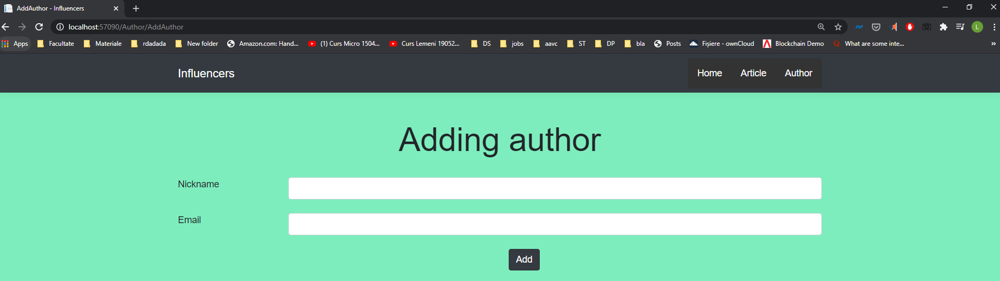 AddAuthor - Influencers
localhost:57090/Author/AddAuthor
L
Apps Facultate Materiale rdadada New folder Amazon.com: Hand... (1) Curs Micro 1504... Curs Lemeni 19052... DS jobs aavc ST DP bla Posts Fișiere - ownCloud Blockchain Demo What are some inte... »
Influencers Home Article Author
Adding author
Nickname
Email
Add